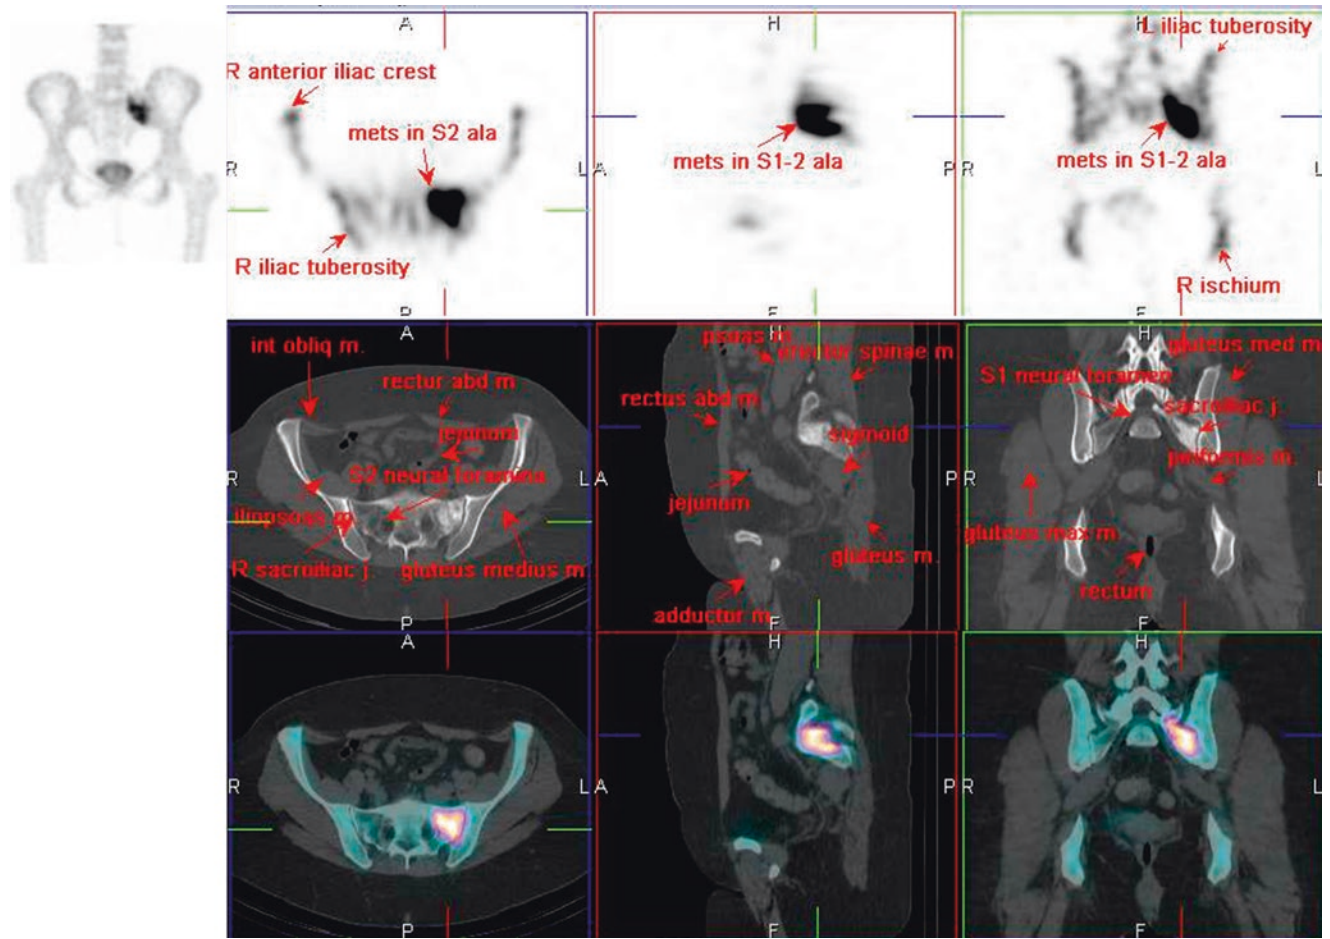 A
H
H
L iliac tuberosity
R anterior iliac crest
mets in S2 ala
mets in S1-2 ala
mets in S1-2 ala
R
L
A
P
R
L
R iliac tuberosity
R ischium
P
F
F
A
H
H
int obliq m.
rectur abd m
psoas m
erector spinae m
gluteus med m
S1 neural foramen
rectus abd m
sacroiliac j.
jejunum
sigmoid
S2 neural foramina
piriformis m.
R
L
A
P
R
L
iliopsoas m
jejunum
gluteus max m
R sacroiliac j.
gluteus medius m
gluteus m.
rectum
adductor m
P
F
F
A
H
H
R
L
A
P
R
L
P
F
F